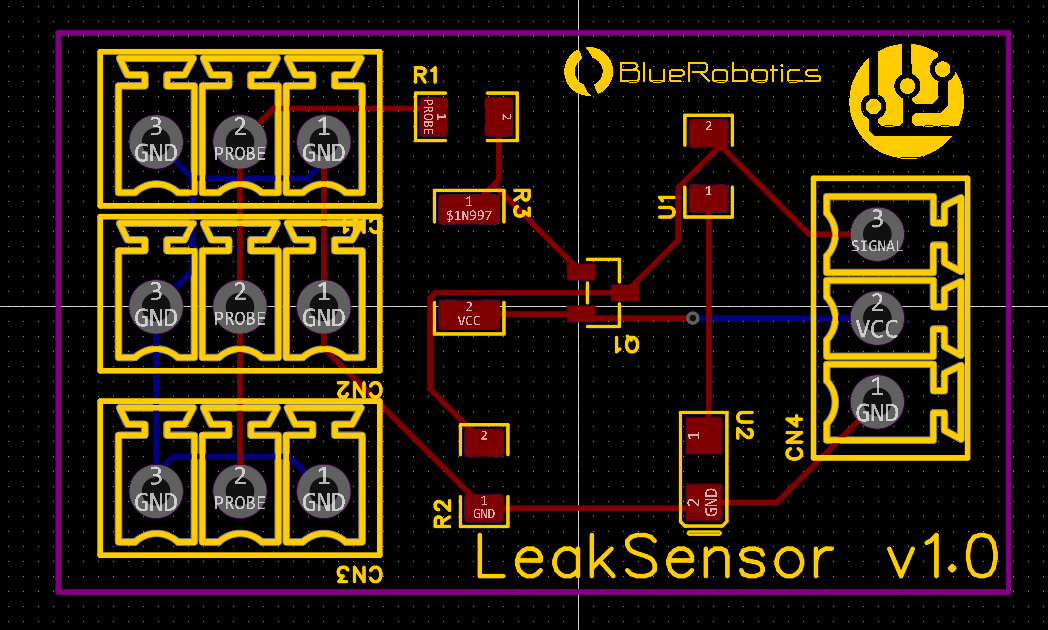 R1
BlueRobotics
PROBE
1
2
2
3
GND
2
PROBE
1
GND
1
$1N997
R3
U1
1
3
SIGNAL
CN1
3
GND
2
PROBE
1
GND
2
VCC
Q1
2
VCC
CN2
1
GND
2
1
U2
CN4
3
GND
2
PROBE
1
GND
R2
1
GND
2
GND
LeakSensor v1.0
CN3